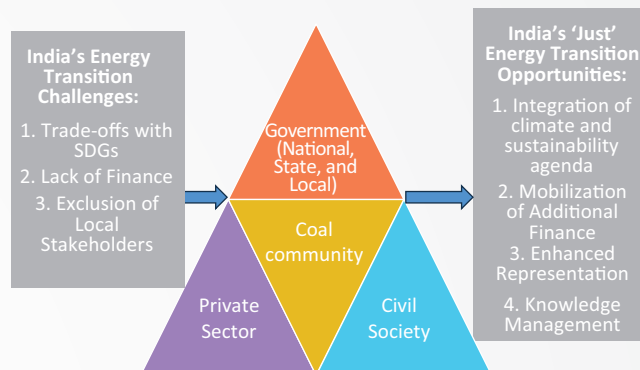 India's Energy
Transition
Challenges:
1. Trade-offs with
SDGs
2. Lack of Finance
3. Exclusion of
Local
Stakeholders
Government
(National,
State, and
Local)
Coal
community
Private
Sector
Civil
Society
India's ‘Just’
Energy Transition
Opportunities:
1. Integration of
climate and
sustainability
agenda
2. Mobilization
of Additional
Finance
3. Enhanced
Representation
4. Knowledge
Management